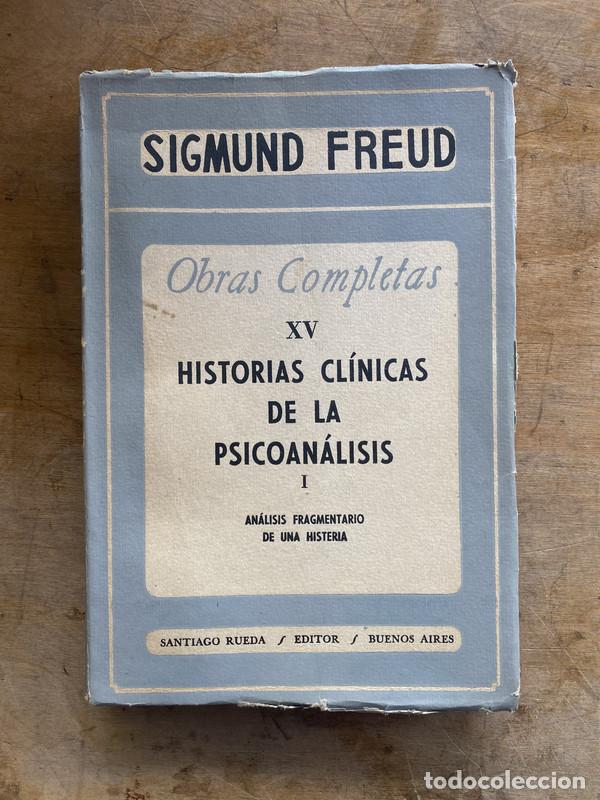 SIGMUND FREUD
Obras Completas
XV
HISTORIAS CLÍNICAS
DE LA
PSICOANÁLISIS
I
ANÁLISIS FRAGMENTARIO
DE UNA HISTERIA
SANTIAGO RUEDA / EDITOR / BUENOS AIRES
todocoleccion